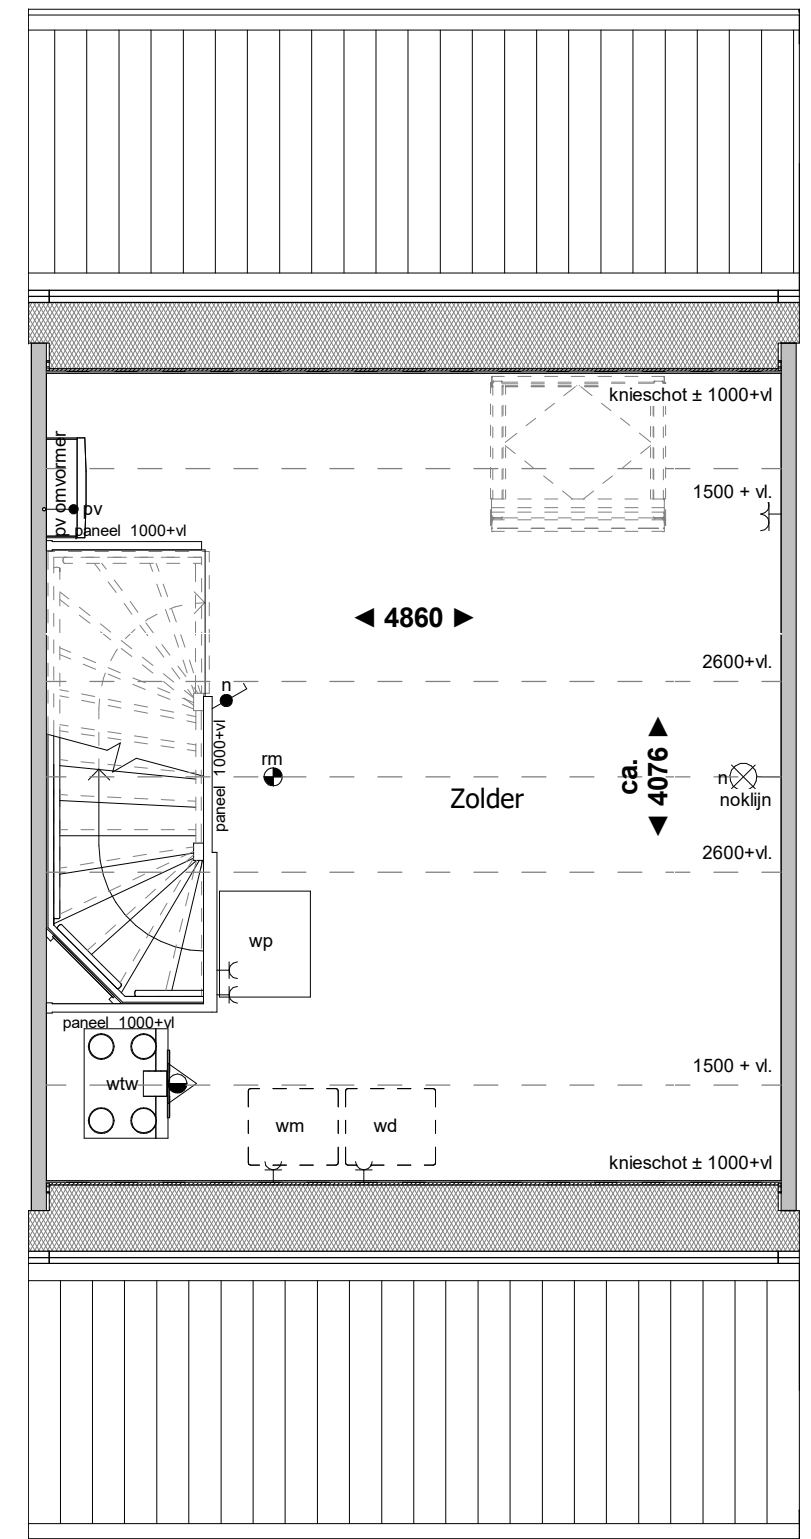 knieschot ± 1000+vl
pv omvormer
1500 + vl.
pv
paneel 1000+vl
◀ 4860 ▶
2600+vl.
n
paneel 1000+vl
rm
Zolder
ca.
◀ 4076 ▶
n
noklijn
2600+vl.
wp
paneel 1000+vl
1500 + vl.
wtw
wm
wd
knieschot ± 1000+vl